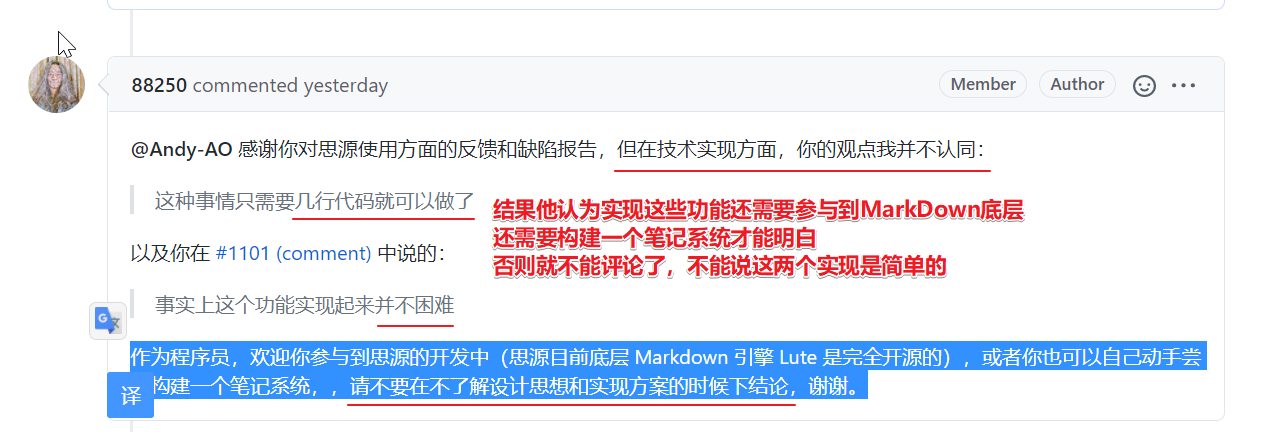 88250 commented yesterday
Member
Author
@Andy-AO 感谢你对思源使用方面的反馈和缺陷报告，但在技术实现方面，你的观点我并不认同：
这种事情只需要几行代码就可以做了
结果他认为实现这些功能还需要参与到MarkDown底层
还需要构建一个笔记系统才能明白
否则就不能评论了，不能说这两个实现是简单的
以及你在 #1101 (comment) 中说的：
事实上这个功能实现起来并不困难
作为程序员，欢迎你参与到思源的开发中（思源目前底层 Markdown 引擎 Lute 是完全开源的），或者你也可以自己动手尝
构建一个笔记系统，，请不要在不了解设计思想和实现方案的时候下结论，谢谢。
译